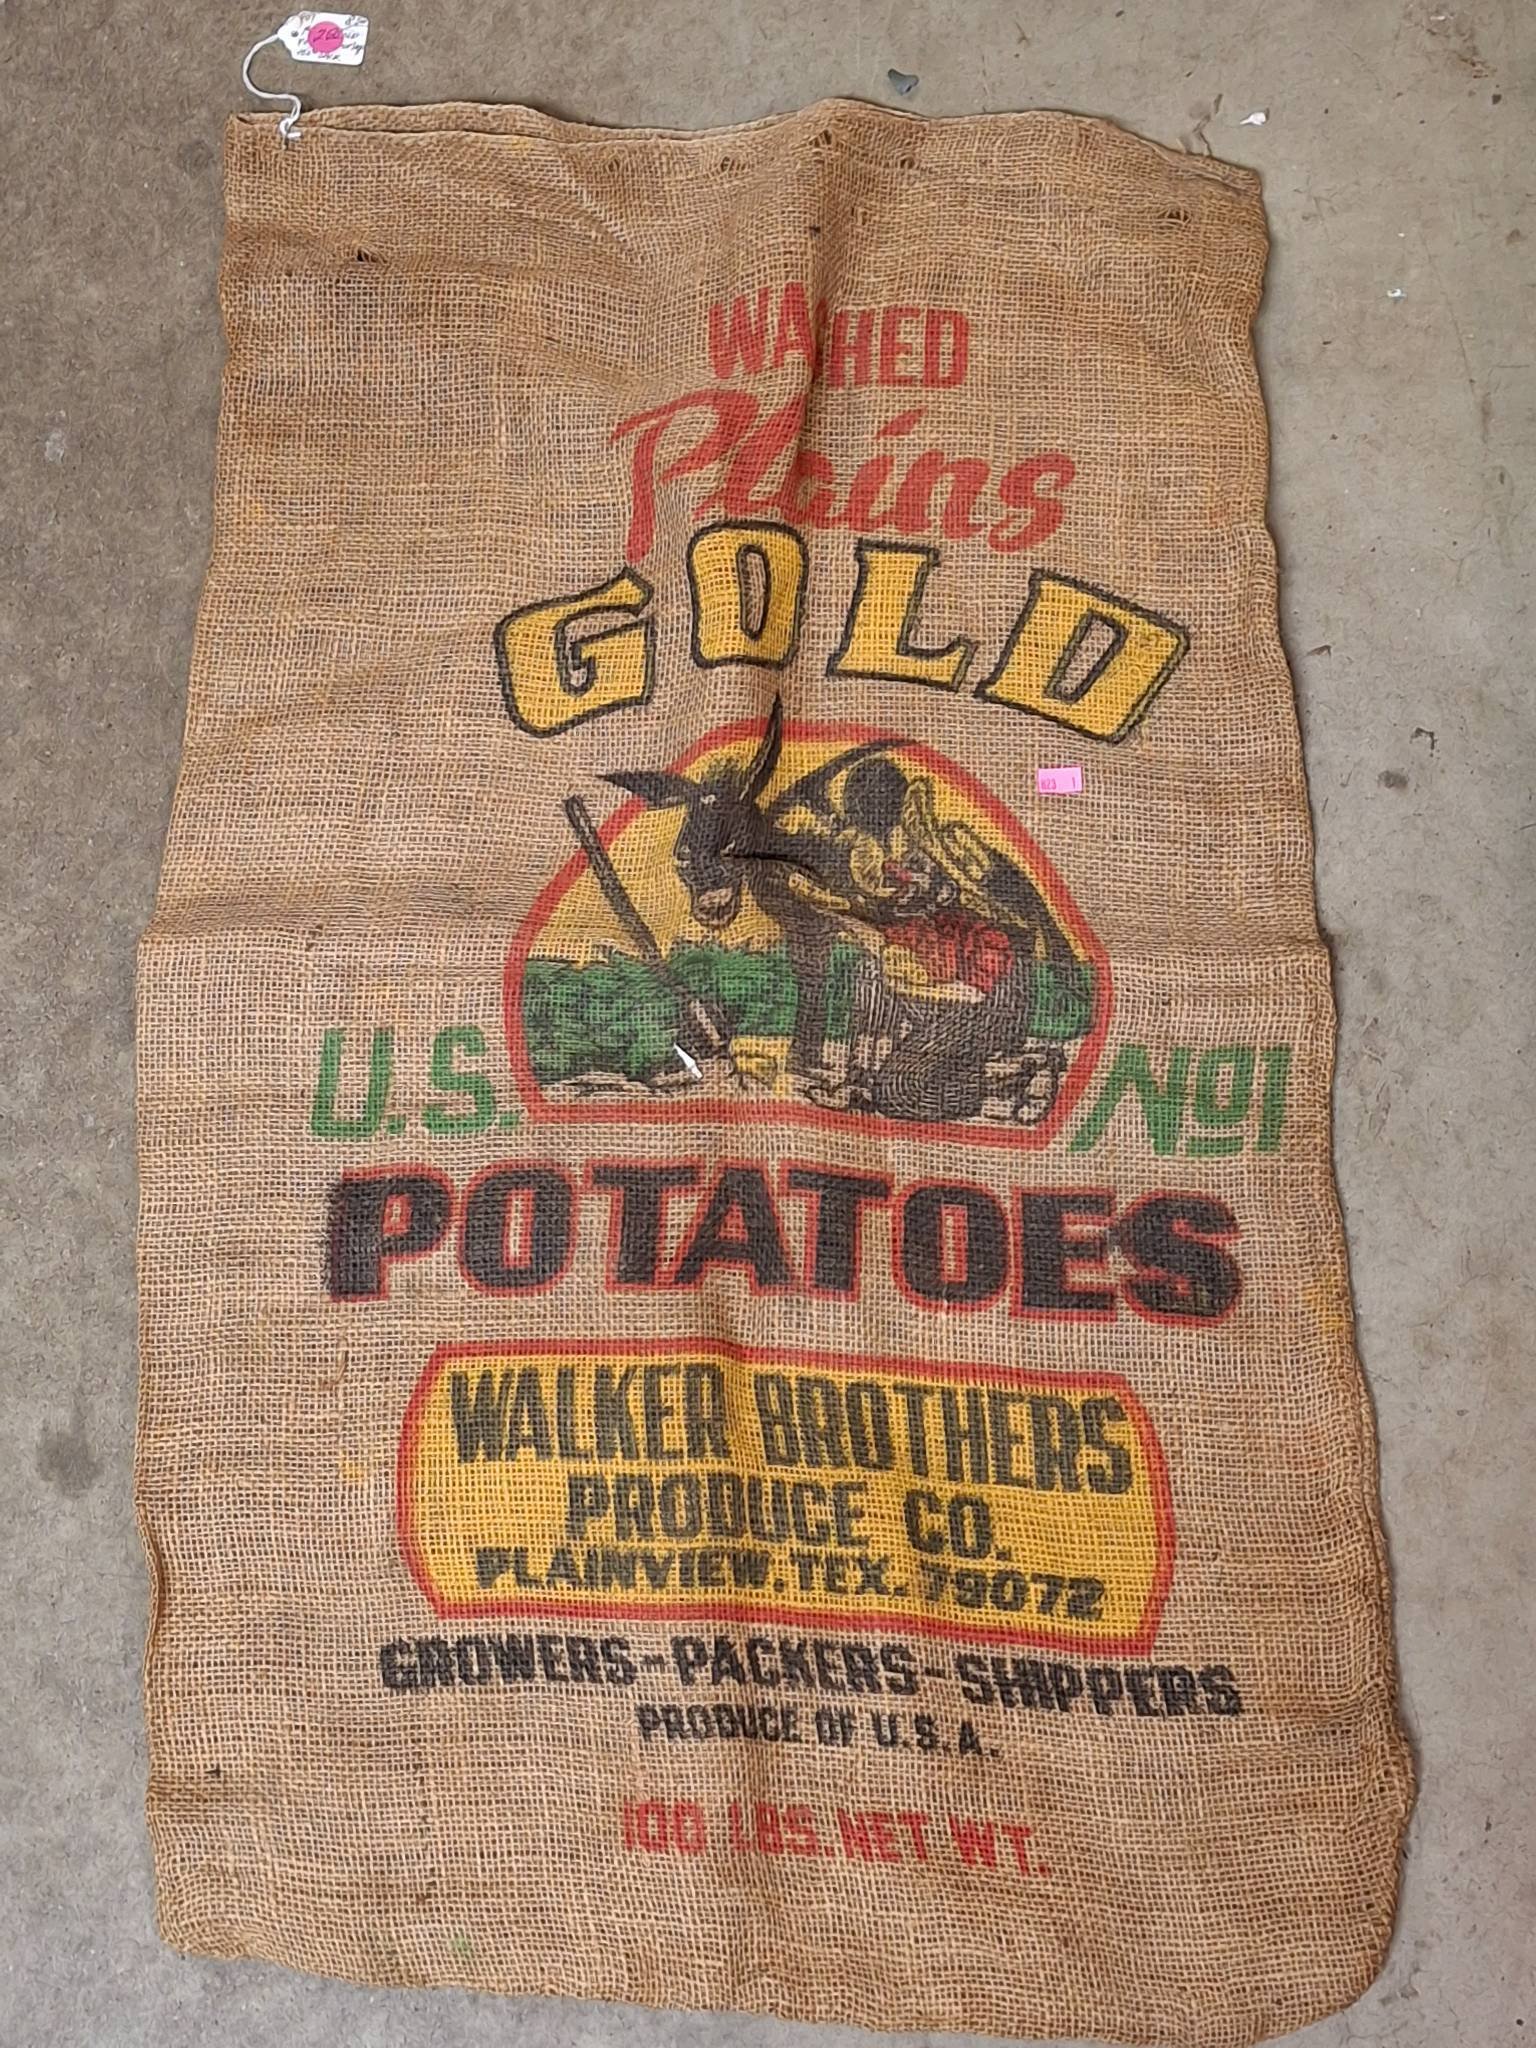 WASHED
Plains
GOLD
U.S. No1
POTATOES
WALKER BROTHERS
PRODUCE CO.
PLAINVIEW, TEX. 79072
GROWERS-PACKERS-SHIPPERS
PRODUCE OF U.S.A.
100 LBS. NET WT.